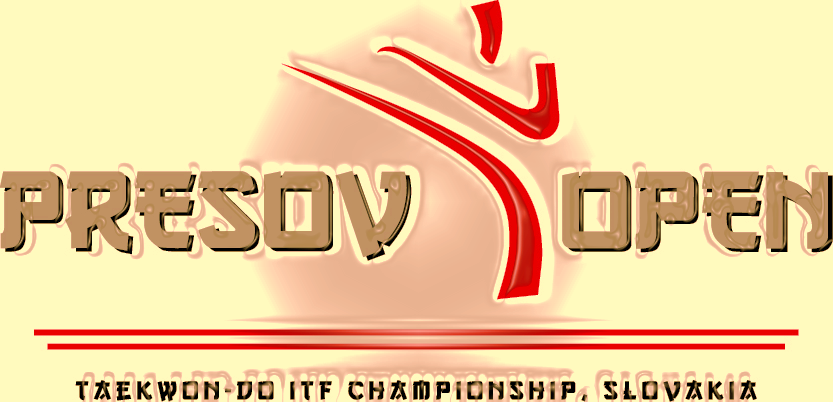 PRESOV OPEN
TAEKWON-DO ITF CHAMPIONSHIP, SLOVAKIA